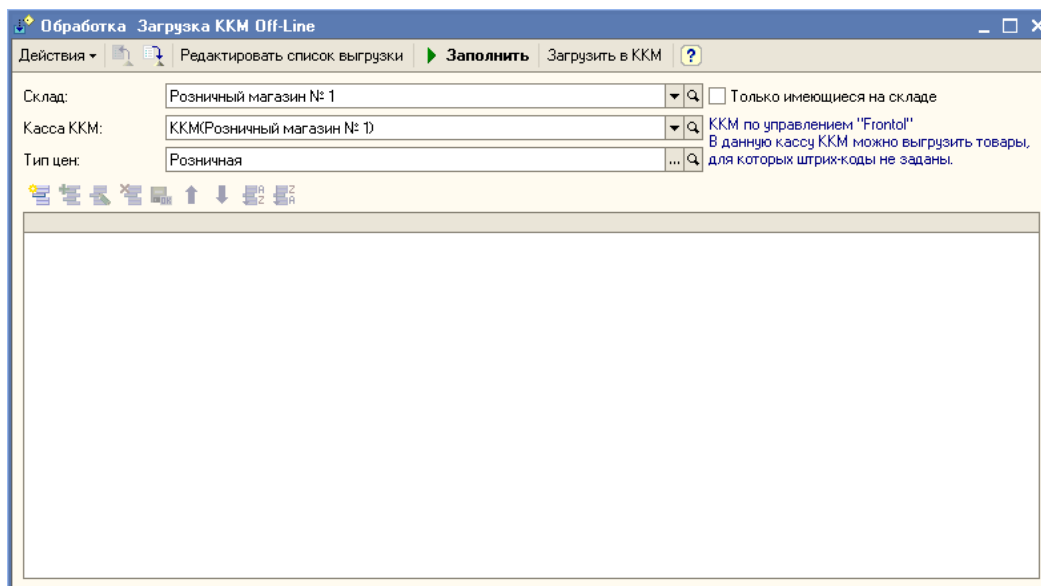 Обработка Загрузка ККМ Off-Line
Действия Редактировать список выгрузки Заполнить Загрузить в ККМ ?
Склад: Розничный магазин № 1 Только имеющиеся на складе
Касса ККМ: ККМ(Розничный магазин № 1) ККМ по управлением "Frontol"
В данную кассу ККМ можно выгрузить товары,
Тип цен: Розничная ... для которых штрих-коды не заданы.